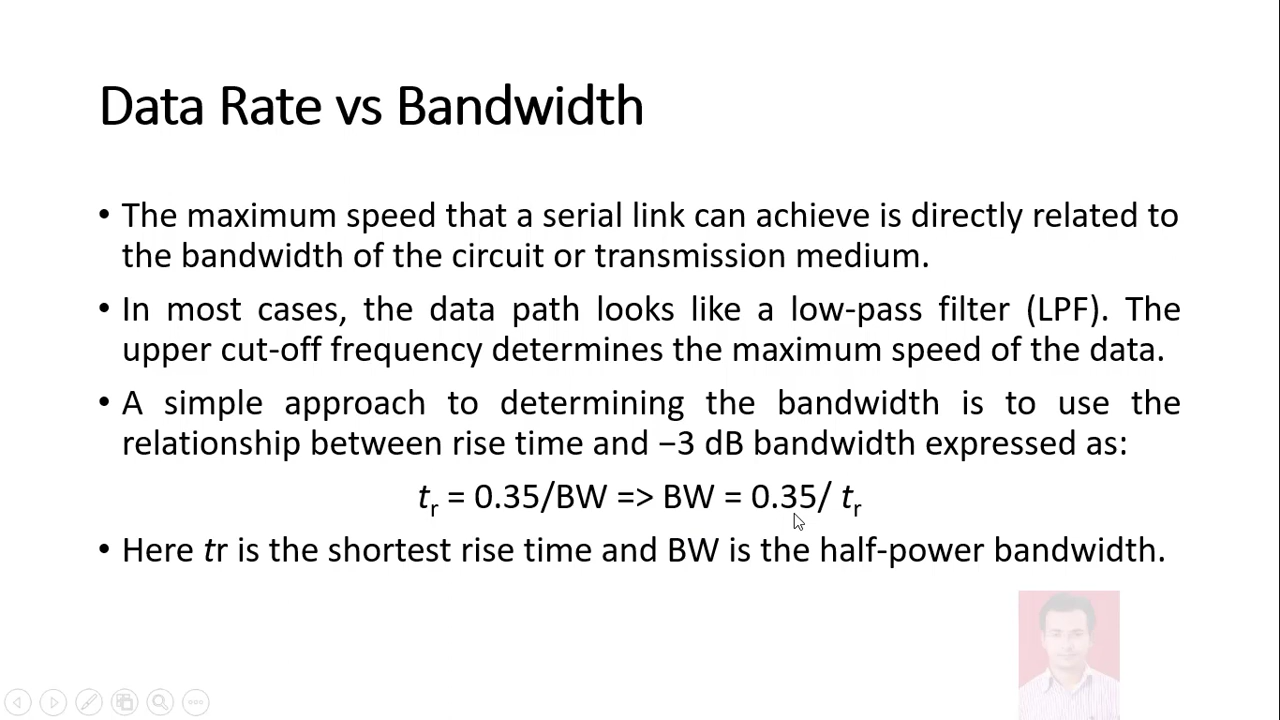 Data Rate vs Bandwidth
• The maximum speed that a serial link can achieve is directly related to
the bandwidth of the circuit or transmission medium.
• In most cases, the data path looks like a low-pass filter (LPF). The
upper cut-off frequency determines the maximum speed of the data.
• A simple approach to determining the bandwidth is to use the
relationship between rise time and −3 dB bandwidth expressed as:
tr = 0.35/BW => BW = 0.35/ tr
• Here tr is the shortest rise time and BW is the half-power bandwidth.